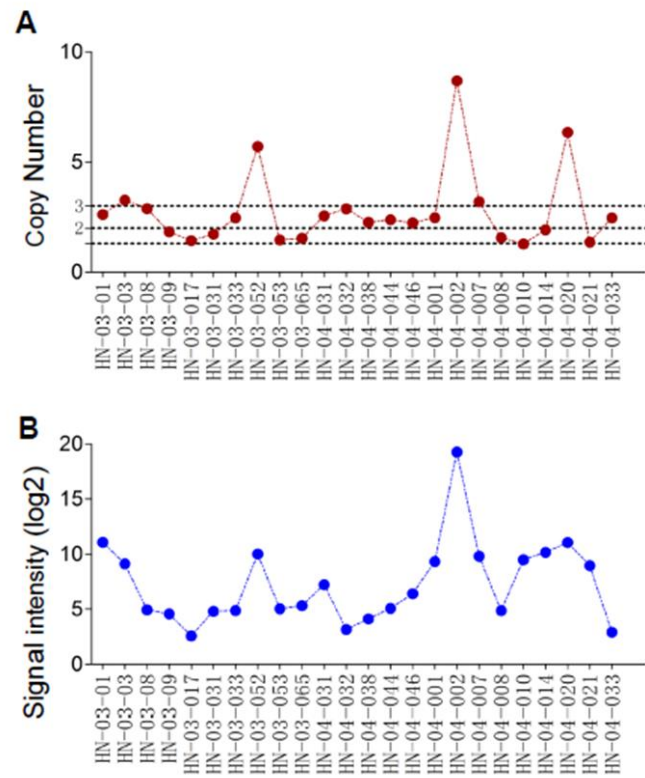 A
Copy Number
10
5
3
2
0
HN-03-01
HN-03-03
HN-03-08
HN-03-09
HN-03-017
HN-03-031
HN-03-033
HN-03-052
HN-03-053
HN-03-065
HN-04-031
HN-04-032
HN-04-038
HN-04-044
HN-04-46
HN-04-001
HN-04-002
HN-04-007
HN-04-008
HN-04-10
HN-04-014
HN-04-020
HN-04-021
HN-04-033
B
Signal intensity (log2)
20
15
10
5
0
HN-03-01
HN-03-03
HN-03-08
HN-03-09
HN-03-017
HN-03-031
HN-03-033
HN-03-052
HN-03-053
HN-03-065
HN-04-031
HN-04-032
HN-04-038
HN-04-044
HN-04-46
HN-04-001
HN-04-002
HN-04-007
HN-04-008
HN-04-10
HN-04-014
HN-04-020
HN-04-021
HN-04-033